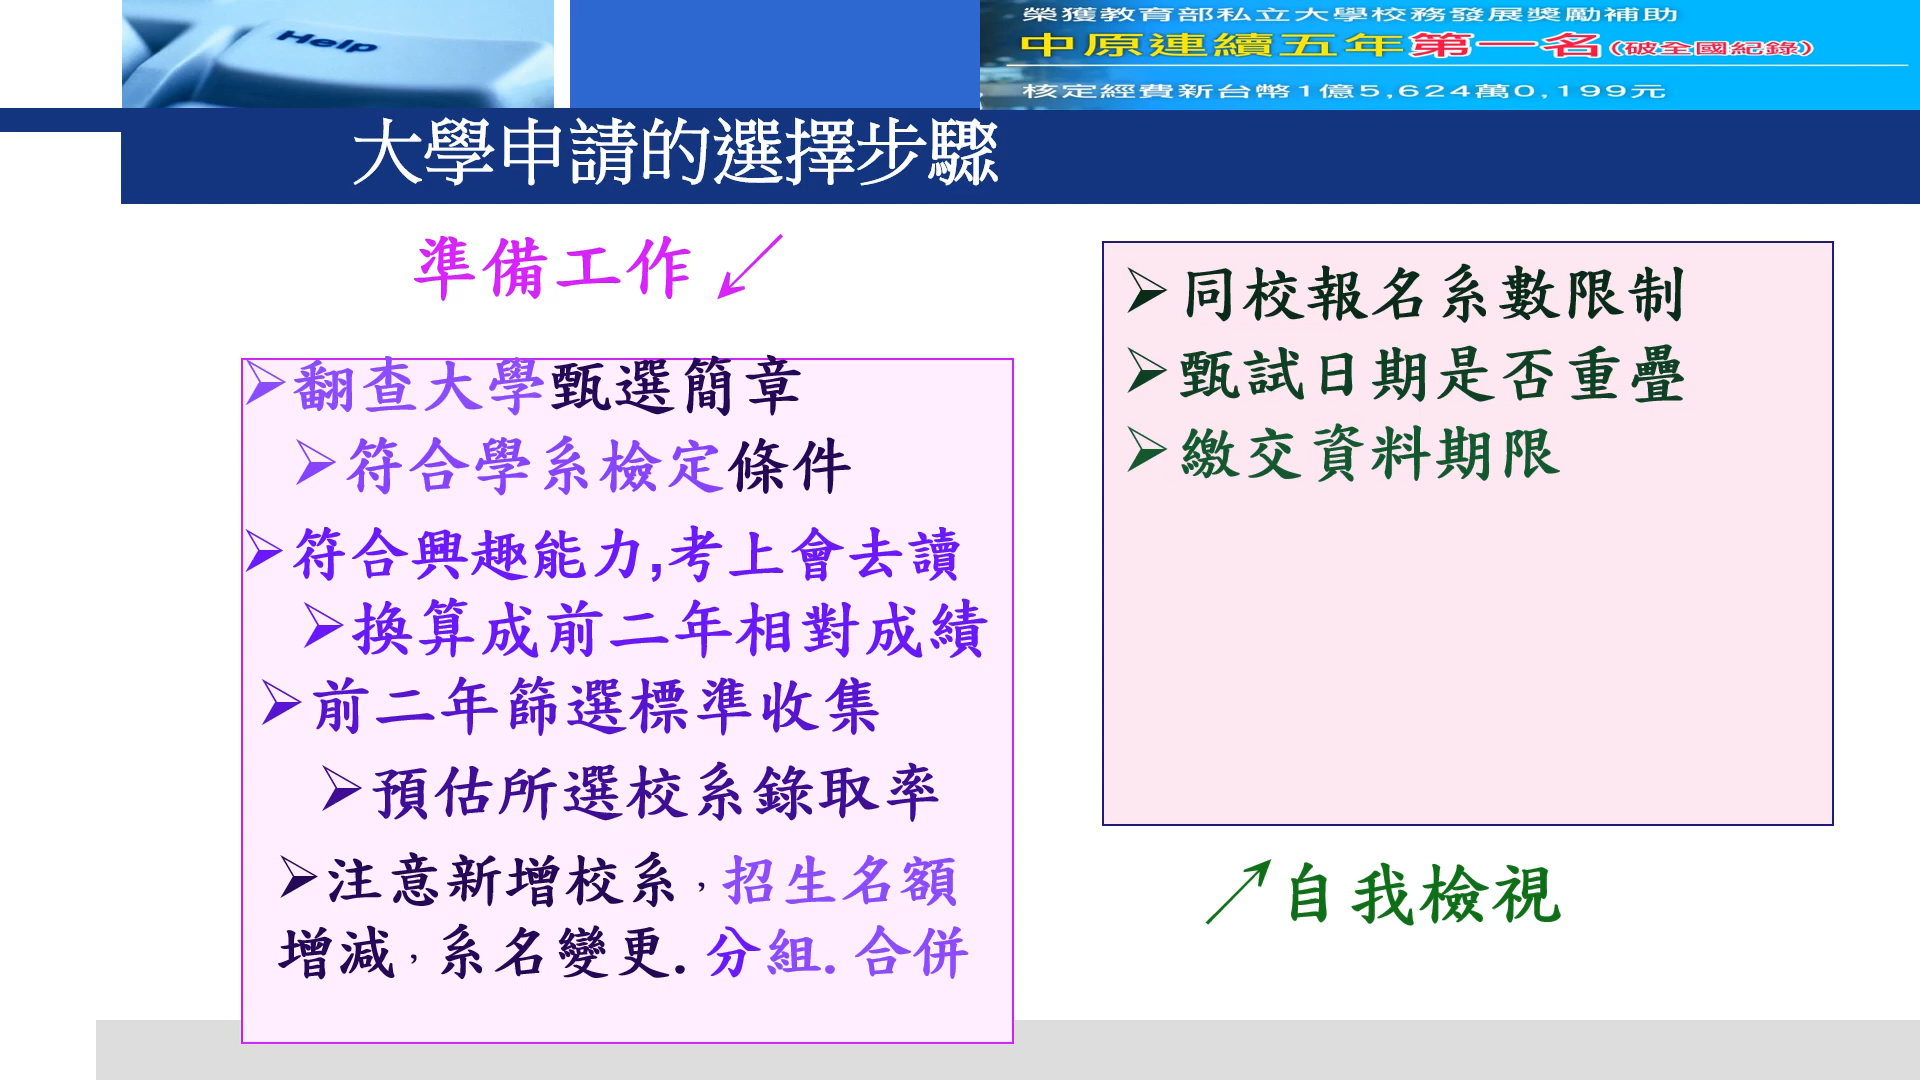 Help
榮獲教育部私立大學校務發展獎勵補助
中原連續五年第一名(破全國紀錄)
核定經費新台幣1億5,624萬0,199元
大學申請的選擇步驟
準備工作↙
➢翻查大學甄選簡章
➢符合學系檢定條件
➢符合興趣能力,考上會去讀
➢換算成前二年相對成績
➢前二年篩選標準收集
➢預估所選校系錄取率
➢注意新增校系，招生名額
增減，系名變更.分組.合併
➢同校報名系數限制
➢甄試日期是否重疊
➢繳交資料期限
↗自我檢視